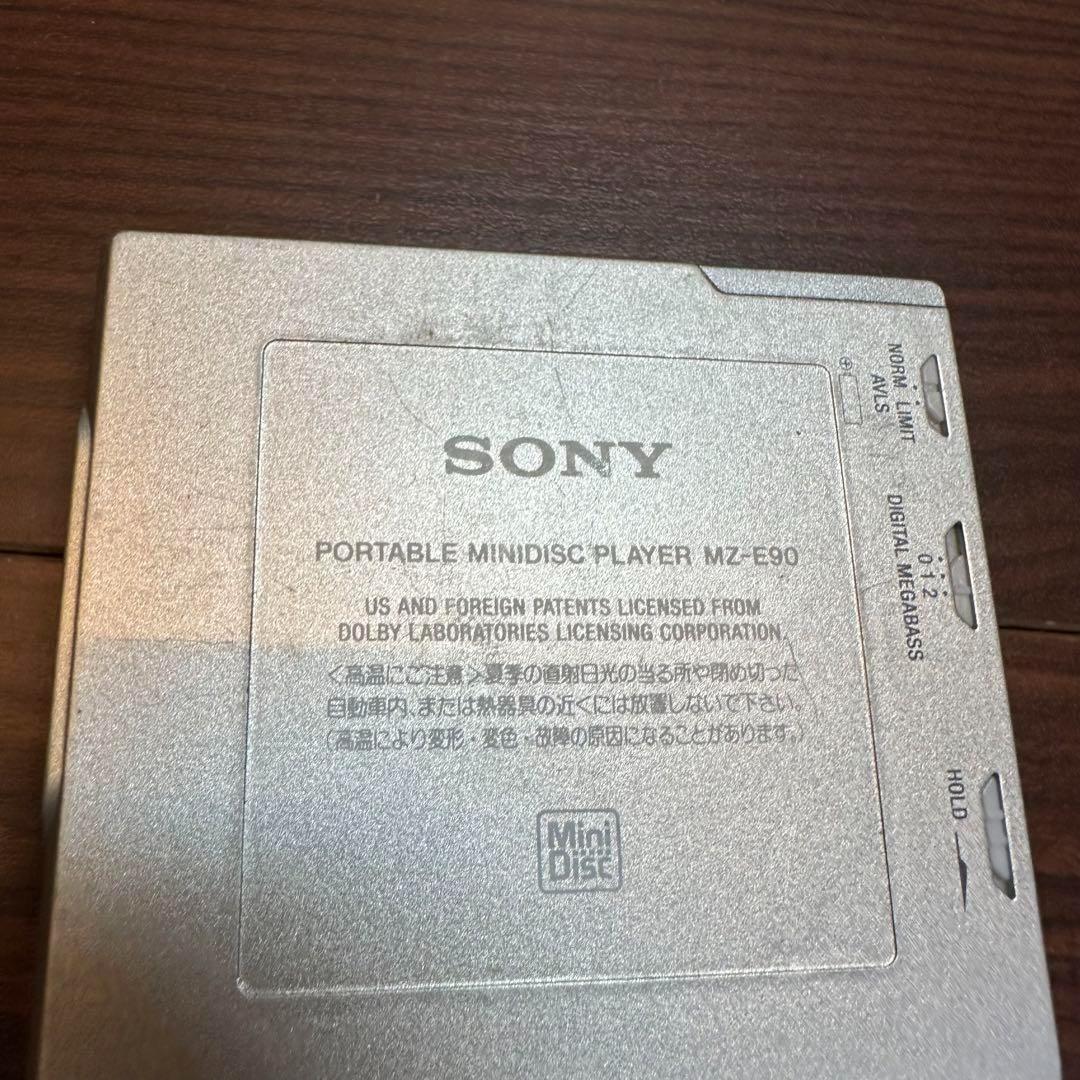 SONY
PORTABLE MINIDISC PLAYER MZ-E90
US AND FOREIGN PATENTS LICENSED FROM
DOLBY LABORATORIES LICENSING CORPORATION.
<高温にご注意>夏季の直射日光の当る所や閉め切った
自動車内、または熱器具の近くには放置しないで下さい。
(高温により変形・変色・故障の原因になることがあります。)
Mini
Disc
NORM LIMIT
AVLS
0 1 2
DIGITAL MEGABASS
HOLD